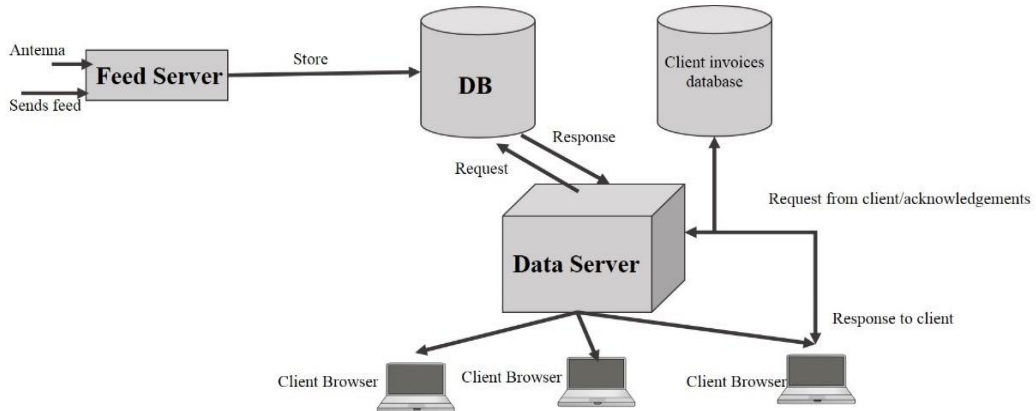 Antenna
Feed Server
Sends feed
Store
DB
Client invoices
database
Response
Request
Request from client/acknowledgements
Data Server
Response to client
Client Browser
Client Browser
Client Browser